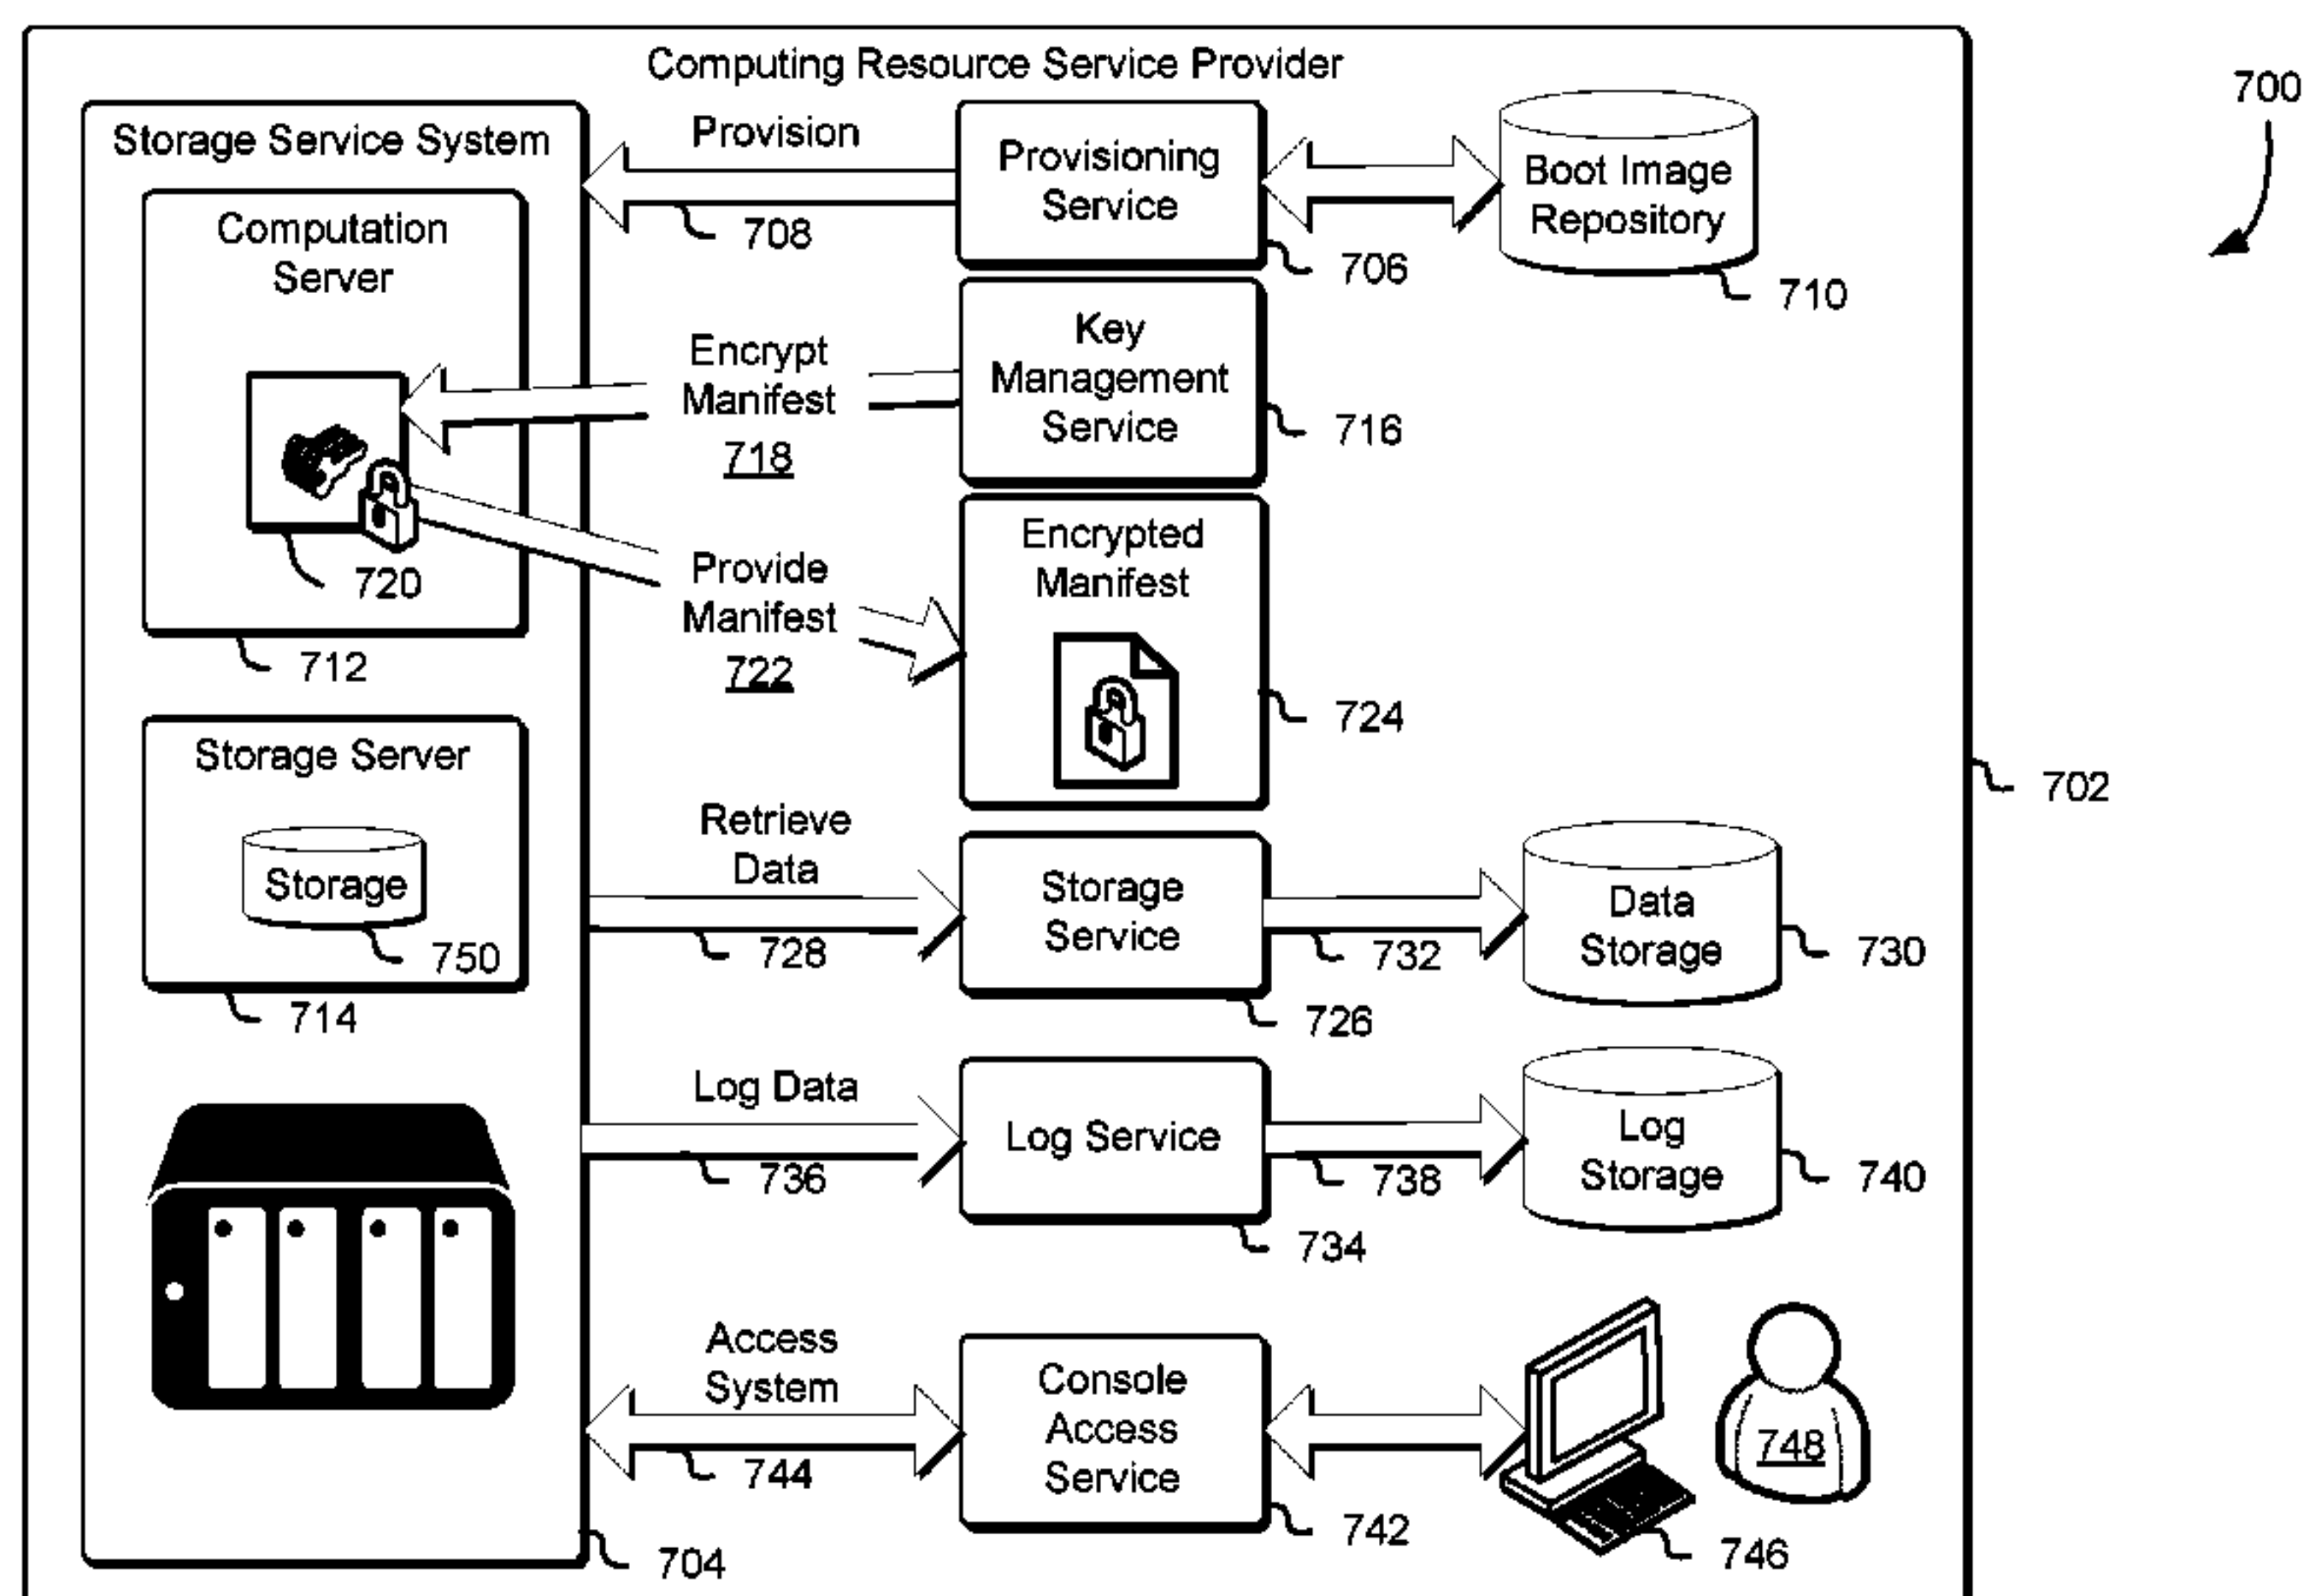 Computing Resource Service Provider
700
Storage Service System
Provision
Provisioning
Service
Boot Image
Repository
708
706
710
Computation
Server
Encrypt
Manifest
718
Key
Management
Service
716
720
712
Provide
Manifest
722
Encrypted
Manifest
724
702
Storage Server
Storage
750
714
Retrieve
Data
728
Storage
Service
726
732
Data
Storage
730
Log Data
736
Log Service
734
738
Log
Storage
740
Access
System
744
Console
Access
Service
742
746
748
704